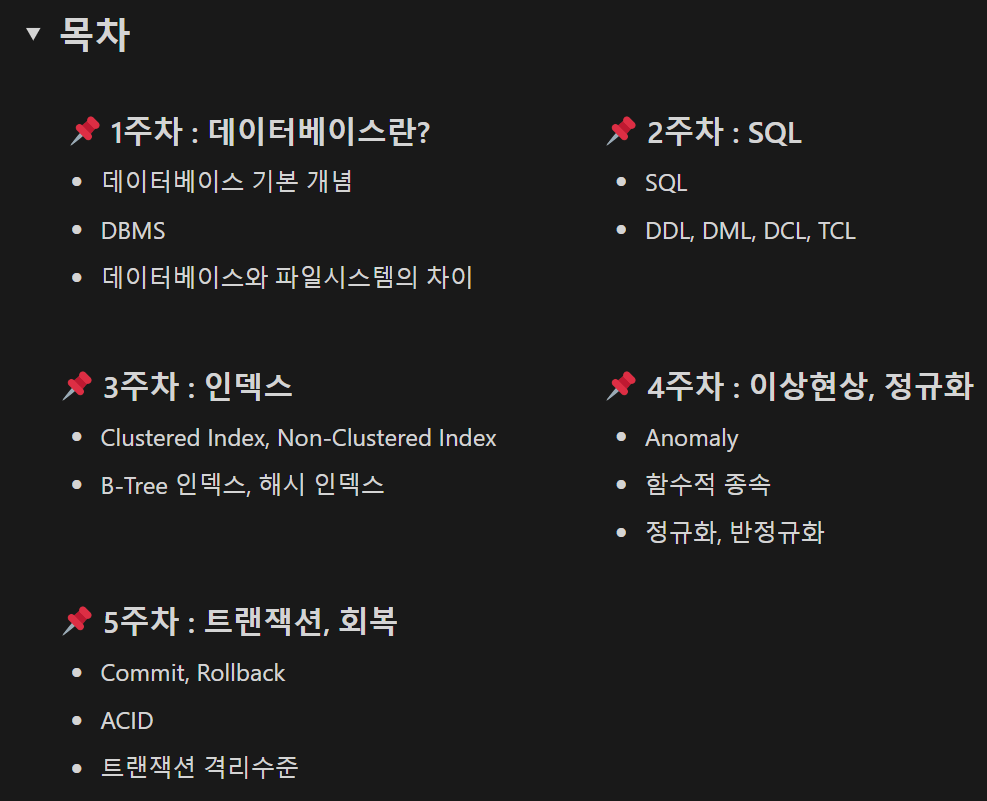 목차
1주차 : 데이터베이스란?
데이터베이스 기본 개념
DBMS
데이터베이스와 파일시스템의 차이
2주차 : SQL
SQL
DDL, DML, DCL, TCL
3주차 : 인덱스
Clustered Index, Non-Clustered Index
B-Tree 인덱스, 해시 인덱스
4주차 : 이상현상, 정규화
Anomaly
함수적 종속
정규화, 반정규화
5주차 : 트랜잭션, 회복
Commit, Rollback
ACID
트랜잭션 격리수준